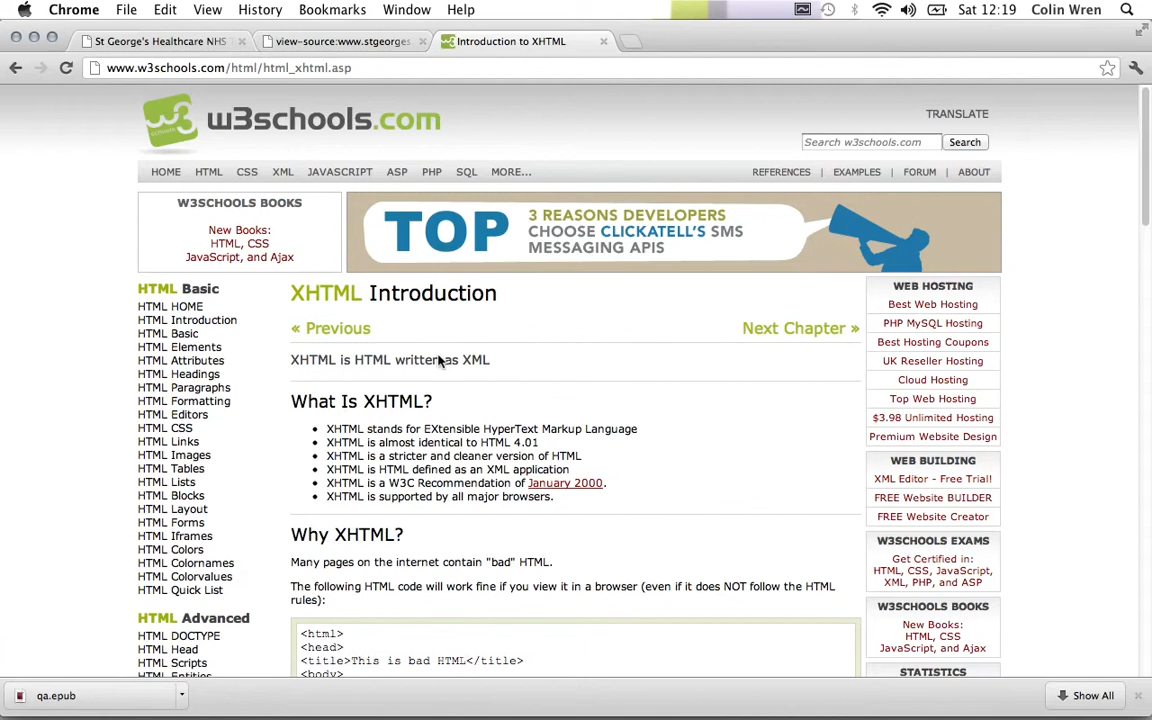 Chrome File Edit View History Bookmarks Window Help Sat 12:19 Colin Wren
St George's Healthcare NHS view-source:www.stgeorges. Introduction to XHTML
www.w3schools.com/html/html_xhtml.asp
w3schools.com
TRANSLATE
Search w3schools.com Search
HOME HTML CSS XML JAVASCRIPT ASP PHP SQL MORE... REFERENCES | EXAMPLES | FORUM | ABOUT
W3SCHOOLS BOOKS
New Books:
HTML, CSS
JavaScript, and Ajax
TOP
3 REASONS DEVELOPERS
CHOOSE CLICKATELL'S SMS
MESSAGING APIS
HTML Basic
HTML HOME
HTML Introduction
HTML Basic
HTML Elements
HTML Attributes
HTML Headings
HTML Paragraphs
HTML Formatting
HTML Editors
HTML CSS
HTML Links
HTML Images
HTML Tables
HTML Lists
HTML Blocks
HTML Layout
HTML Forms
HTML Iframes
HTML Colors
HTML Colornames
HTML Colorvalues
HTML Quick List
HTML Advanced
HTML DOCTYPE
HTML Head
HTML Scripts
HTML Entities
XHTML Introduction
« Previous Next Chapter »
XHTML is HTML written as XML
What Is XHTML?
XHTML stands for EXtensible HyperText Markup Language
XHTML is almost identical to HTML 4.01
XHTML is a stricter and cleaner version of HTML
XHTML is HTML defined as an XML application
XHTML is a W3C Recommendation of January 2000.
XHTML is supported by all major browsers.
Why XHTML?
Many pages on the internet contain "bad" HTML.
The following HTML code will work fine if you view it in a browser (even if it does NOT follow the HTML
rules):
<html>
<head>
<title>This is bad HTML</title>
<body>
WEB HOSTING
Best Web Hosting
PHP MySQL Hosting
Best Hosting Coupons
UK Reseller Hosting
Cloud Hosting
Top Web Hosting
$3.98 Unlimited Hosting
Premium Website Design
WEB BUILDING
XML Editor - Free Trial!
FREE Website BUILDER
FREE Website Creator
W3SCHOOLS EXAMS
Get Certified in:
HTML, CSS, JavaScript,
XML, PHP, and ASP
W3SCHOOLS BOOKS
New Books:
HTML, CSS
JavaScript, and Ajax
STATISTICS
qa.epub Show All